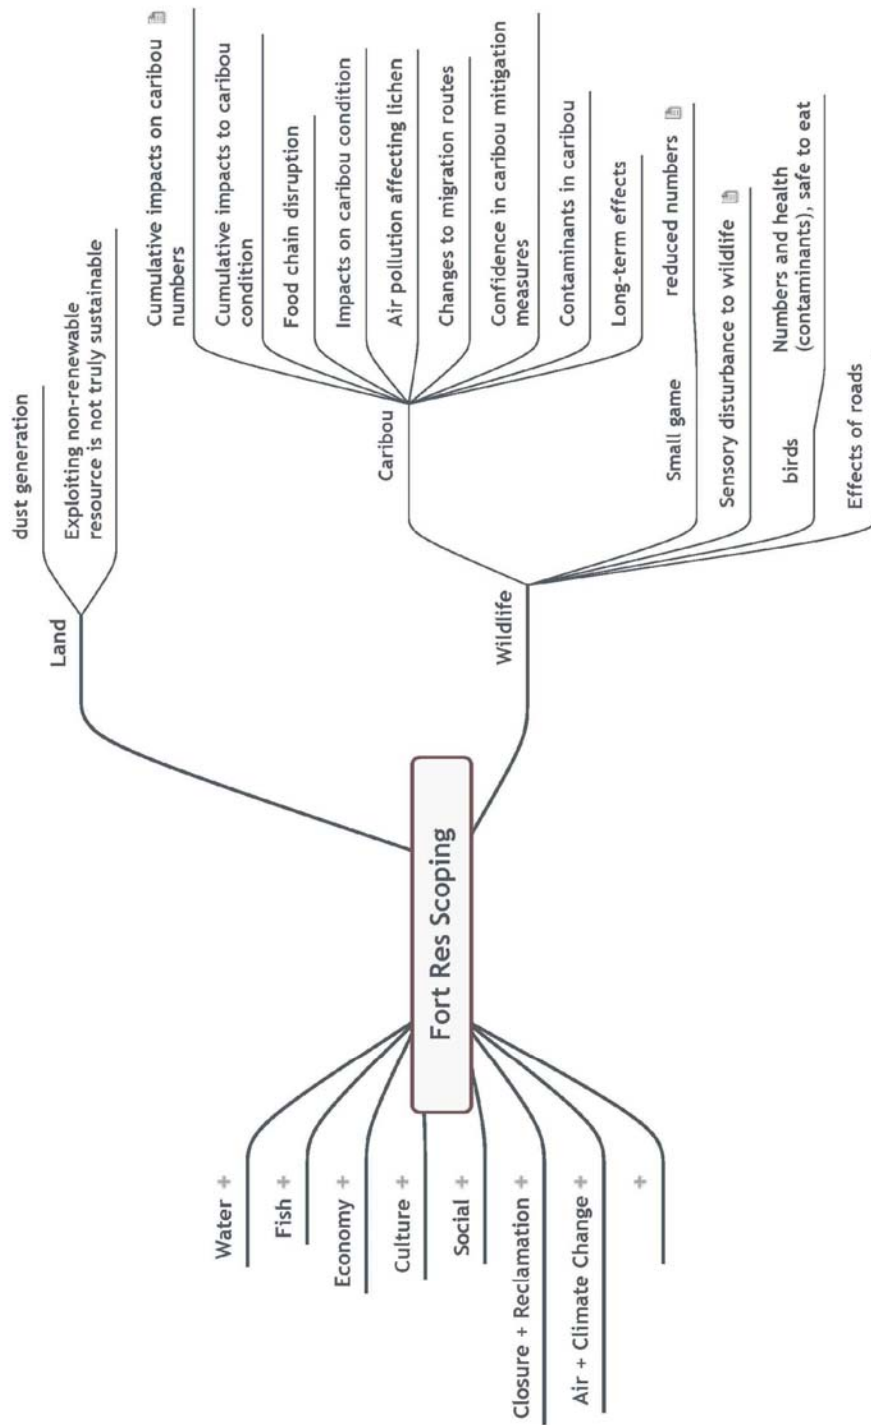 Fort Res Scoping
Land
dust generation
Exploiting non-renewable
resource is not truly sustainable
Wildlife
Caribou
Cumulative impacts on caribou
numbers
Cumulative impacts to caribou
condition
Food chain disruption
Impacts on caribou condition
Air pollution affecting lichen
Changes to migration routes
Confidence in caribou mitigation
measures
Contaminants in caribou
Long-term effects
Small game
reduced numbers
Sensory disturbance to wildlife
birds
Numbers and health
(contaminants), safe to eat
Effects of roads
Water +
Fish +
Economy +
Culture +
Social +
Closure + Reclamation +
Air + Climate Change +
+